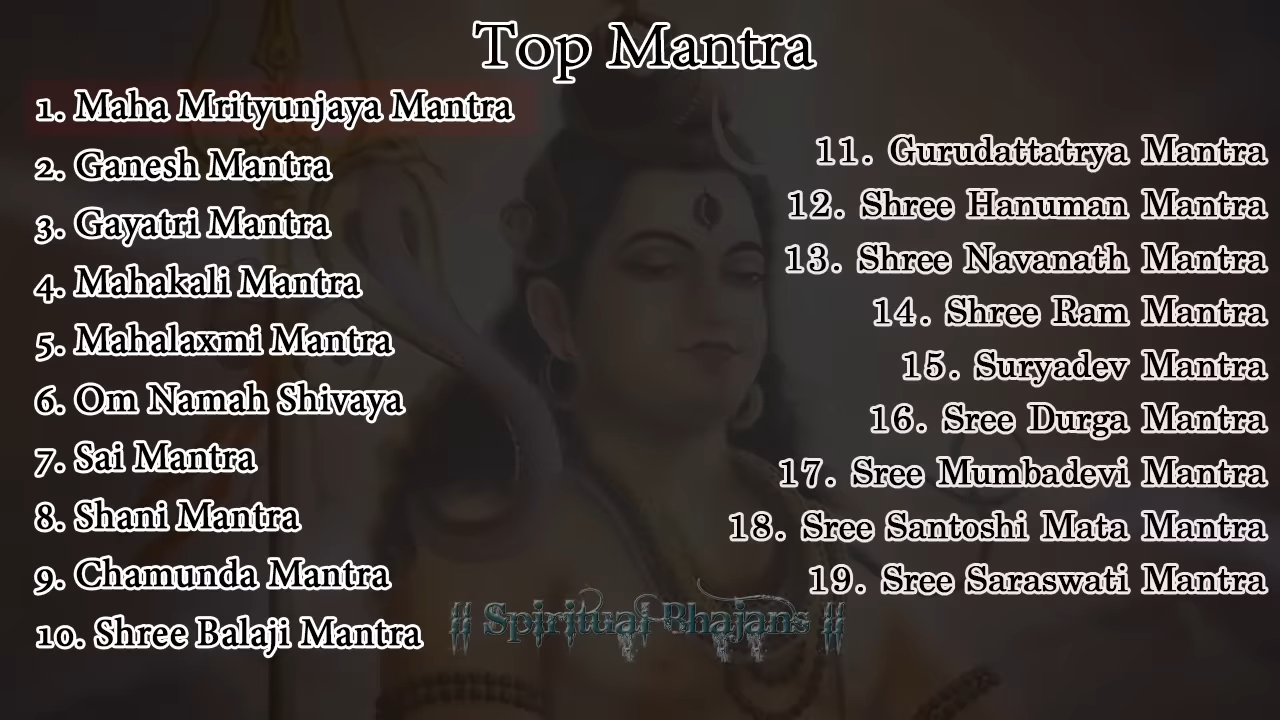 Top Mantra
1. Maha Mrityunjaya Mantra
2. Ganesh Mantra
3. Gayatri Mantra
4. Mahakali Mantra
5. Mahalaxmi Mantra
6. Om Namah Shivaya
7. Sai Mantra
8. Shani Mantra
9. Chamunda Mantra
10. Shree Balaji Mantra
11. Gurudattatrya Mantra
12. Shree Hanuman Mantra
13. Shree Navanath Mantra
14. Shree Ram Mantra
15. Suryadev Mantra
16. Sree Durga Mantra
17. Sree Mumbadevi Mantra
18. Sree Santoshi Mata Mantra
19. Sree Saraswati Mantra
|| Spiritual Bhajans ||